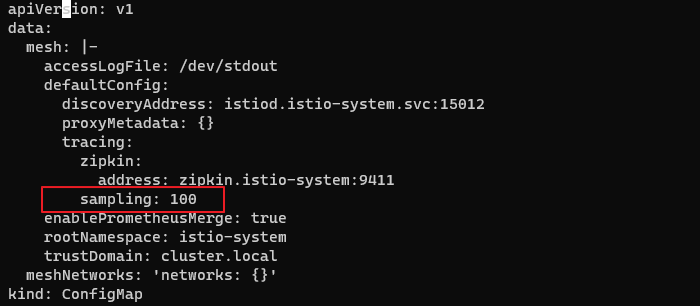 apiVersion: v1
data:
  mesh: |-
    accessLogFile: /dev/stdout
    defaultConfig:
      discoveryAddress: istiod.istio-system.svc:15012
      proxyMetadata: {}
      tracing:
        zipkin:
          address: zipkin.istio-system:9411
        sampling: 100
    enablePrometheusMerge: true
    rootNamespace: istio-system
    trustDomain: cluster.local
  meshNetworks: 'networks: {}'
kind: ConfigMap